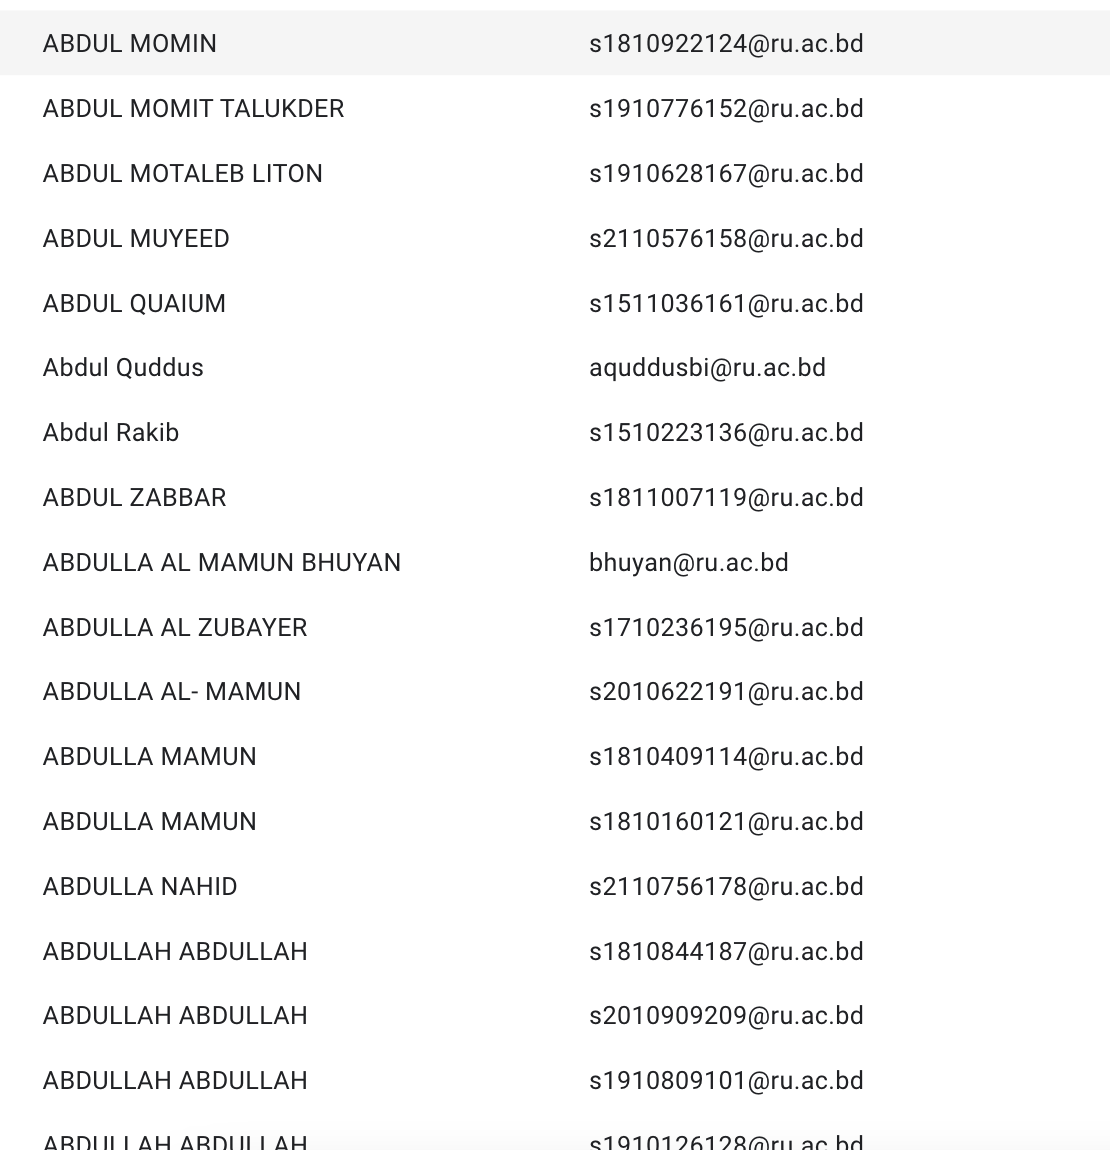 ABDUL MOMIN s1810922124@ru.ac.bd
ABDUL MOMIT TALUKDER s1910776152@ru.ac.bd
ABDUL MOTALEB LITON s1910628167@ru.ac.bd
ABDUL MUYEED s2110576158@ru.ac.bd
ABDUL QUAIUM s1511036161@ru.ac.bd
Abdul Quddus aquddusbi@ru.ac.bd
Abdul Rakib s1510223136@ru.ac.bd
ABDUL ZABBAR s1811007119@ru.ac.bd
ABDULLA AL MAMUN BHUYAN bhuyan@ru.ac.bd
ABDULLA AL ZUBAYER s1710236195@ru.ac.bd
ABDULLA AL- MAMUN s2010622191@ru.ac.bd
ABDULLA MAMUN s1810409114@ru.ac.bd
ABDULLA MAMUN s1810160121@ru.ac.bd
ABDULLA NAHID s2110756178@ru.ac.bd
ABDULLAH ABDULLAH s1810844187@ru.ac.bd
ABDULLAH ABDULLAH s2010909209@ru.ac.bd
ABDULLAH ABDULLAH s1910809101@ru.ac.bd
ABDULLAH ABDULLAH s1910126128@ru.ac.bd